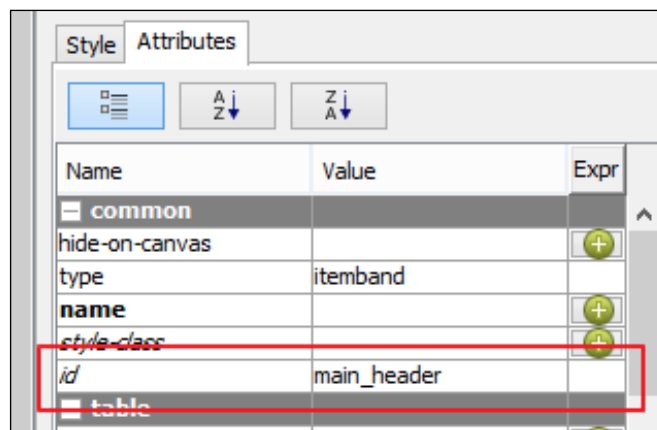 Style Attributes
A Z Z A
Name Value Expr
common
hide-on-canvas
type itemband
name
style-class
id main_header
table